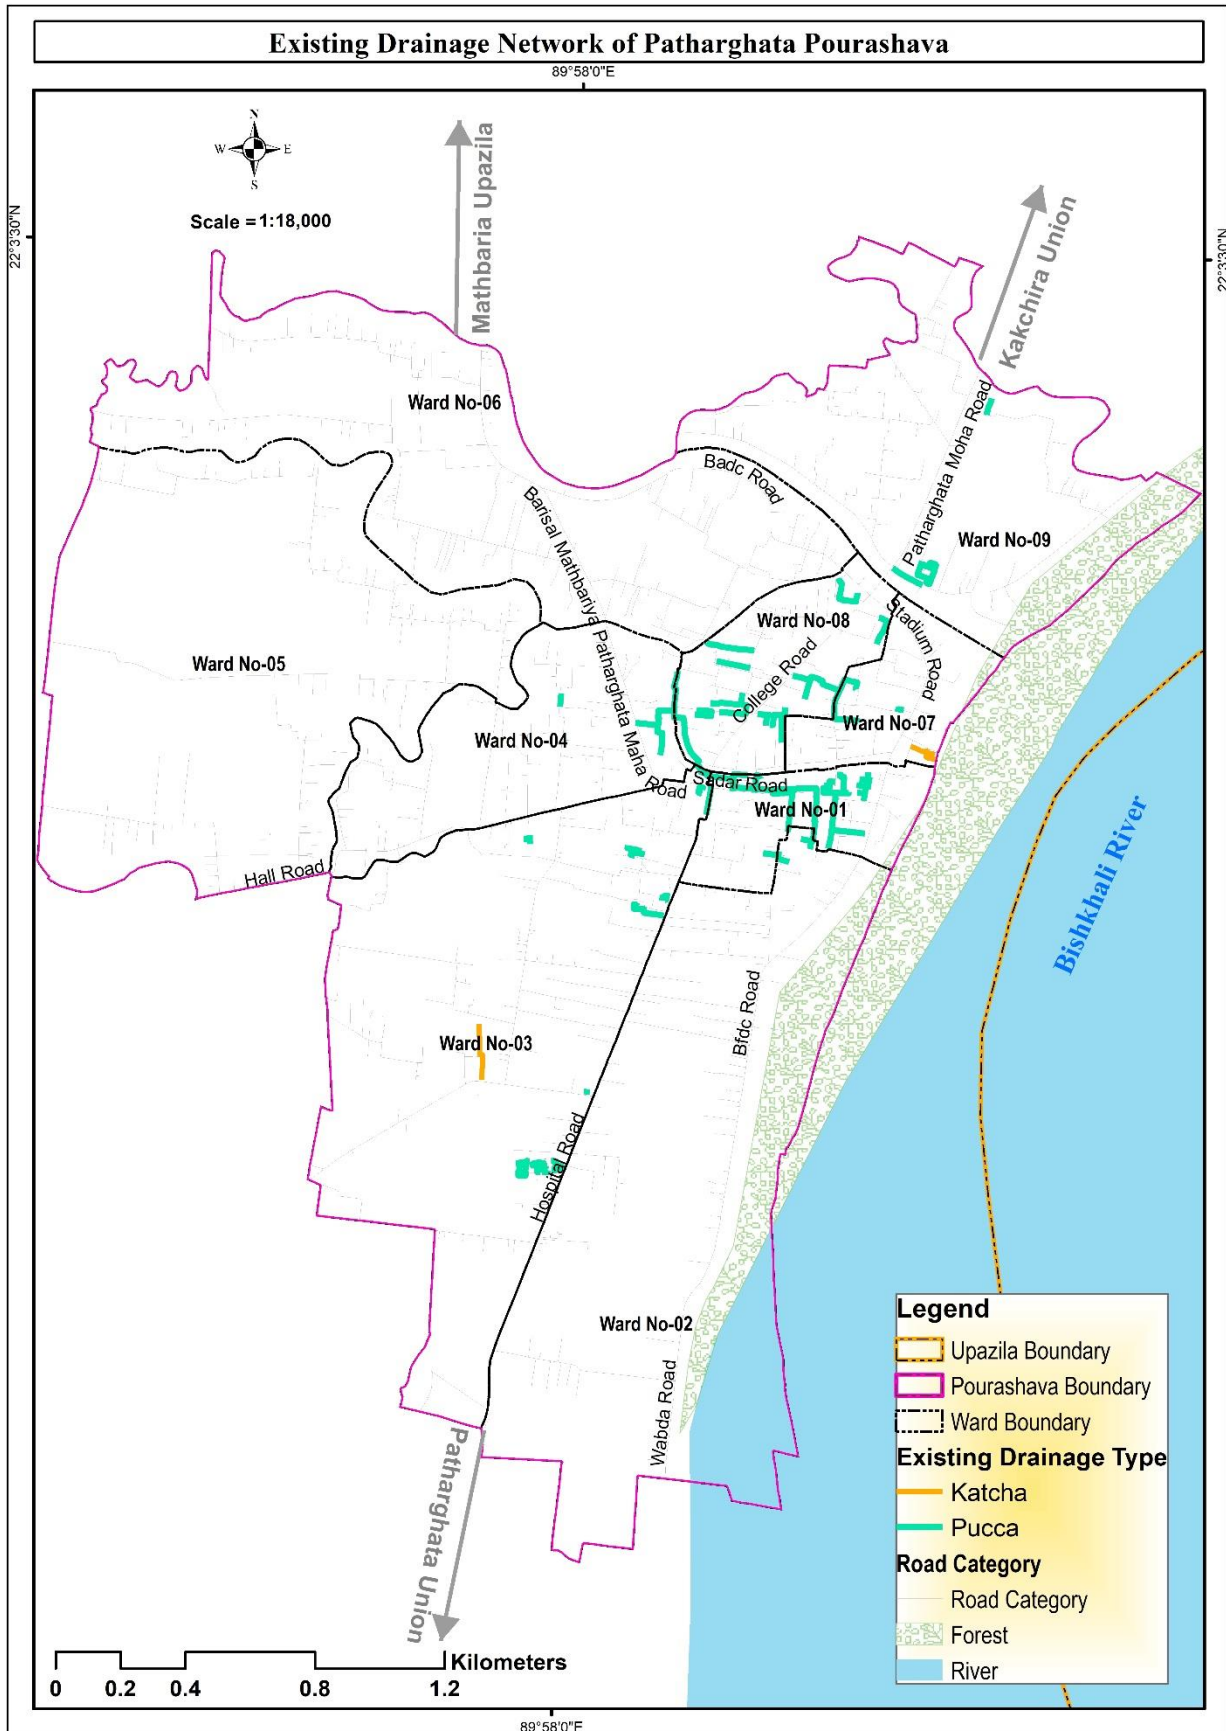 Existing Drainage Network of Patharghata Pourashava
89°58'0"E
22°3'30"N
22°3'30"N
N
W E
S
Scale = 1:18,000
Mathbaria Upazila
Kakchira Union
Ward No-06
Patharghata Moha Road
Badc Road
Barisal Mathbariya Patharghata Maha Road
Ward No-09
Ward No-08
Stadium Road
College Road
Ward No-05
Ward No-07
Ward No-04
Sadar Road
Ward No-01
Hall Road
Bishkhali River
Bfdc Road
Ward No-03
Hospital Road
Ward No-02
Wabda Road
Patharghata Union
Legend
Upazila Boundary
Pourashava Boundary
Ward Boundary
Existing Drainage Type
Katcha
Pucca
Road Category
Road Category
Forest
River
Kilometers
0 0.2 0.4 0.8 1.2
89°58'0"E